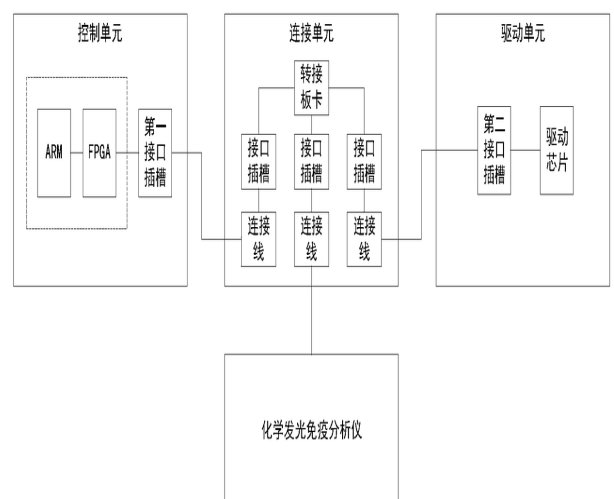 控制单元
连接单元
驱动单元
转接
板卡
ARM
FPGA
第一
接口
插槽
接口
插槽
接口
插槽
接口
插槽
第二
接口
插槽
驱动
芯片
连接
线
连接
线
连接
线
化学发光免疫分析仪